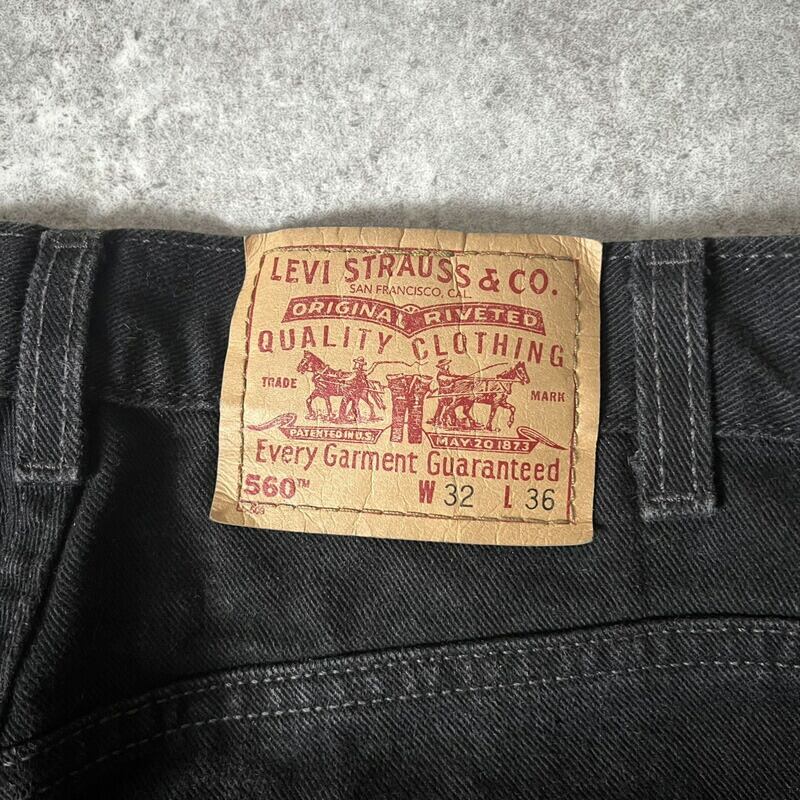 LEVI STRAUSS & CO.
SAN FRANCISCO, CAL.
ORIGINAL RIVETED
QUALITY CLOTHING
TRADE MARK
PATENTED IN U.S. MAY 20 1873
Every Garment Guaranteed
560™ W 32 L 36